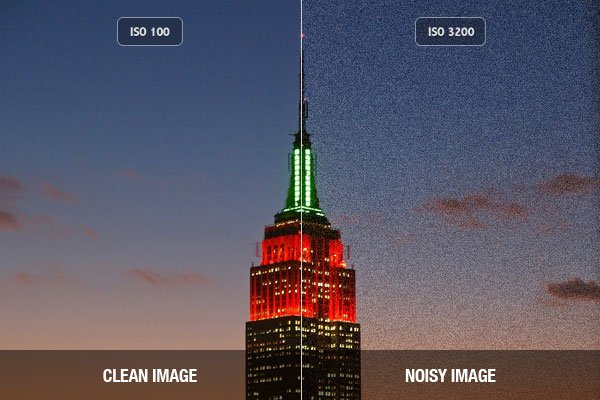 ISO 100
ISO 3200
CLEAN IMAGE
NOISY IMAGE